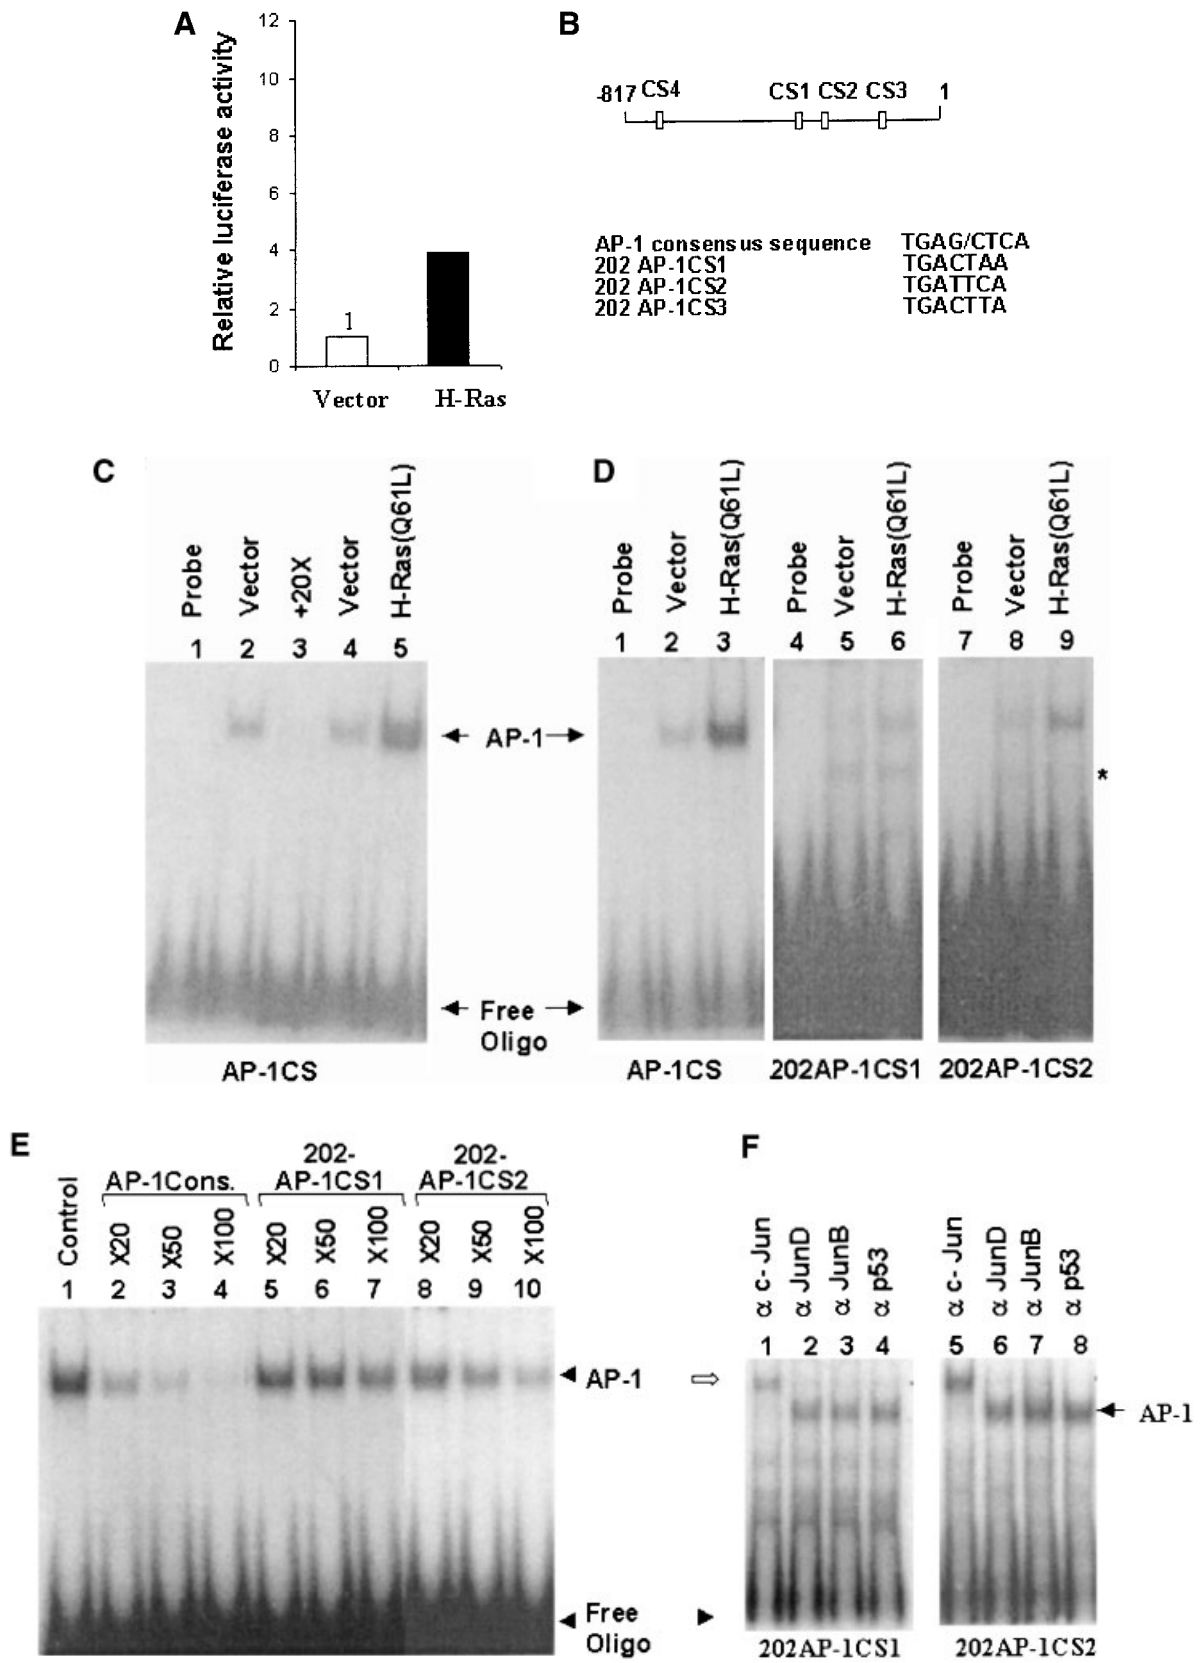 A
Relative luciferase activity
12
10
8
6
4
2
0
1
Vector H-Ras
B
-817 CS4 CS1 CS2 CS3 1
AP-1 consensus sequence TGAG/CTCA
202 AP-1CS1 TGACTAA
202 AP-1CS2 TGATTCA
202 AP-1CS3 TGACTTA
C
Probe Vector +20X Vector H-Ras(Q61L)
1 2 3 4 5
AP-1
Free
Oligo
AP-1CS
D
Probe Vector H-Ras(Q61L) Probe Vector H-Ras(Q61L) Probe Vector H-Ras(Q61L)
1 2 3 4 5 6 7 8 9
*
AP-1CS 202AP-1CS1 202AP-1CS2
E
Control
AP-1Cons.
202-
AP-1CS1
202-
AP-1CS2
X20 X50 X100 X20 X50 X100 X20 X50 X100
1 2 3 4 5 6 7 8 9 10
AP-1
Free
Oligo
F
α c- Jun α JunD α JunB α p53 α c- Jun α JunD α JunB α p53
1 2 3 4 5 6 7 8
AP-1
202AP-1CS1 202AP-1CS2